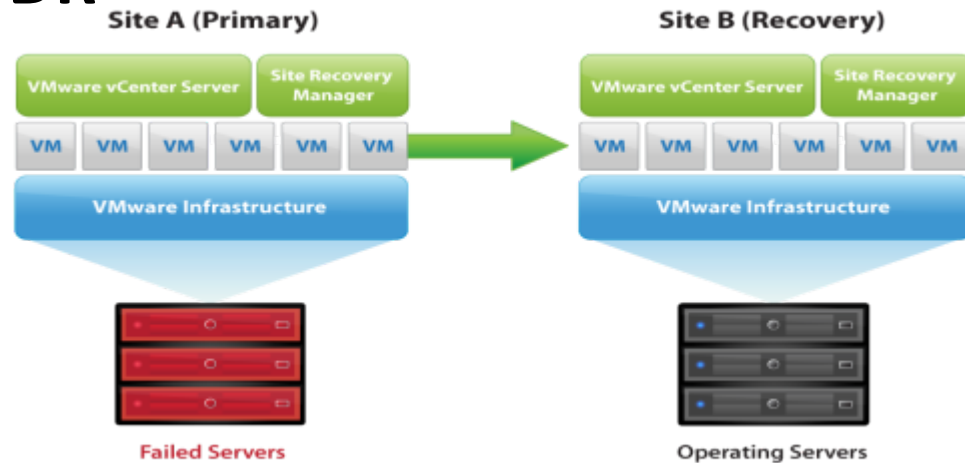 DR
Site A (Primary)
Site B (Recovery)
VMware vCenter Server
Site Recovery
Manager
VMware vCenter Server
Site Recovery
Manager
VM VM VM VM VM VM
VM VM VM VM VM VM
VMware Infrastructure
VMware Infrastructure
Failed Servers
Operating Servers